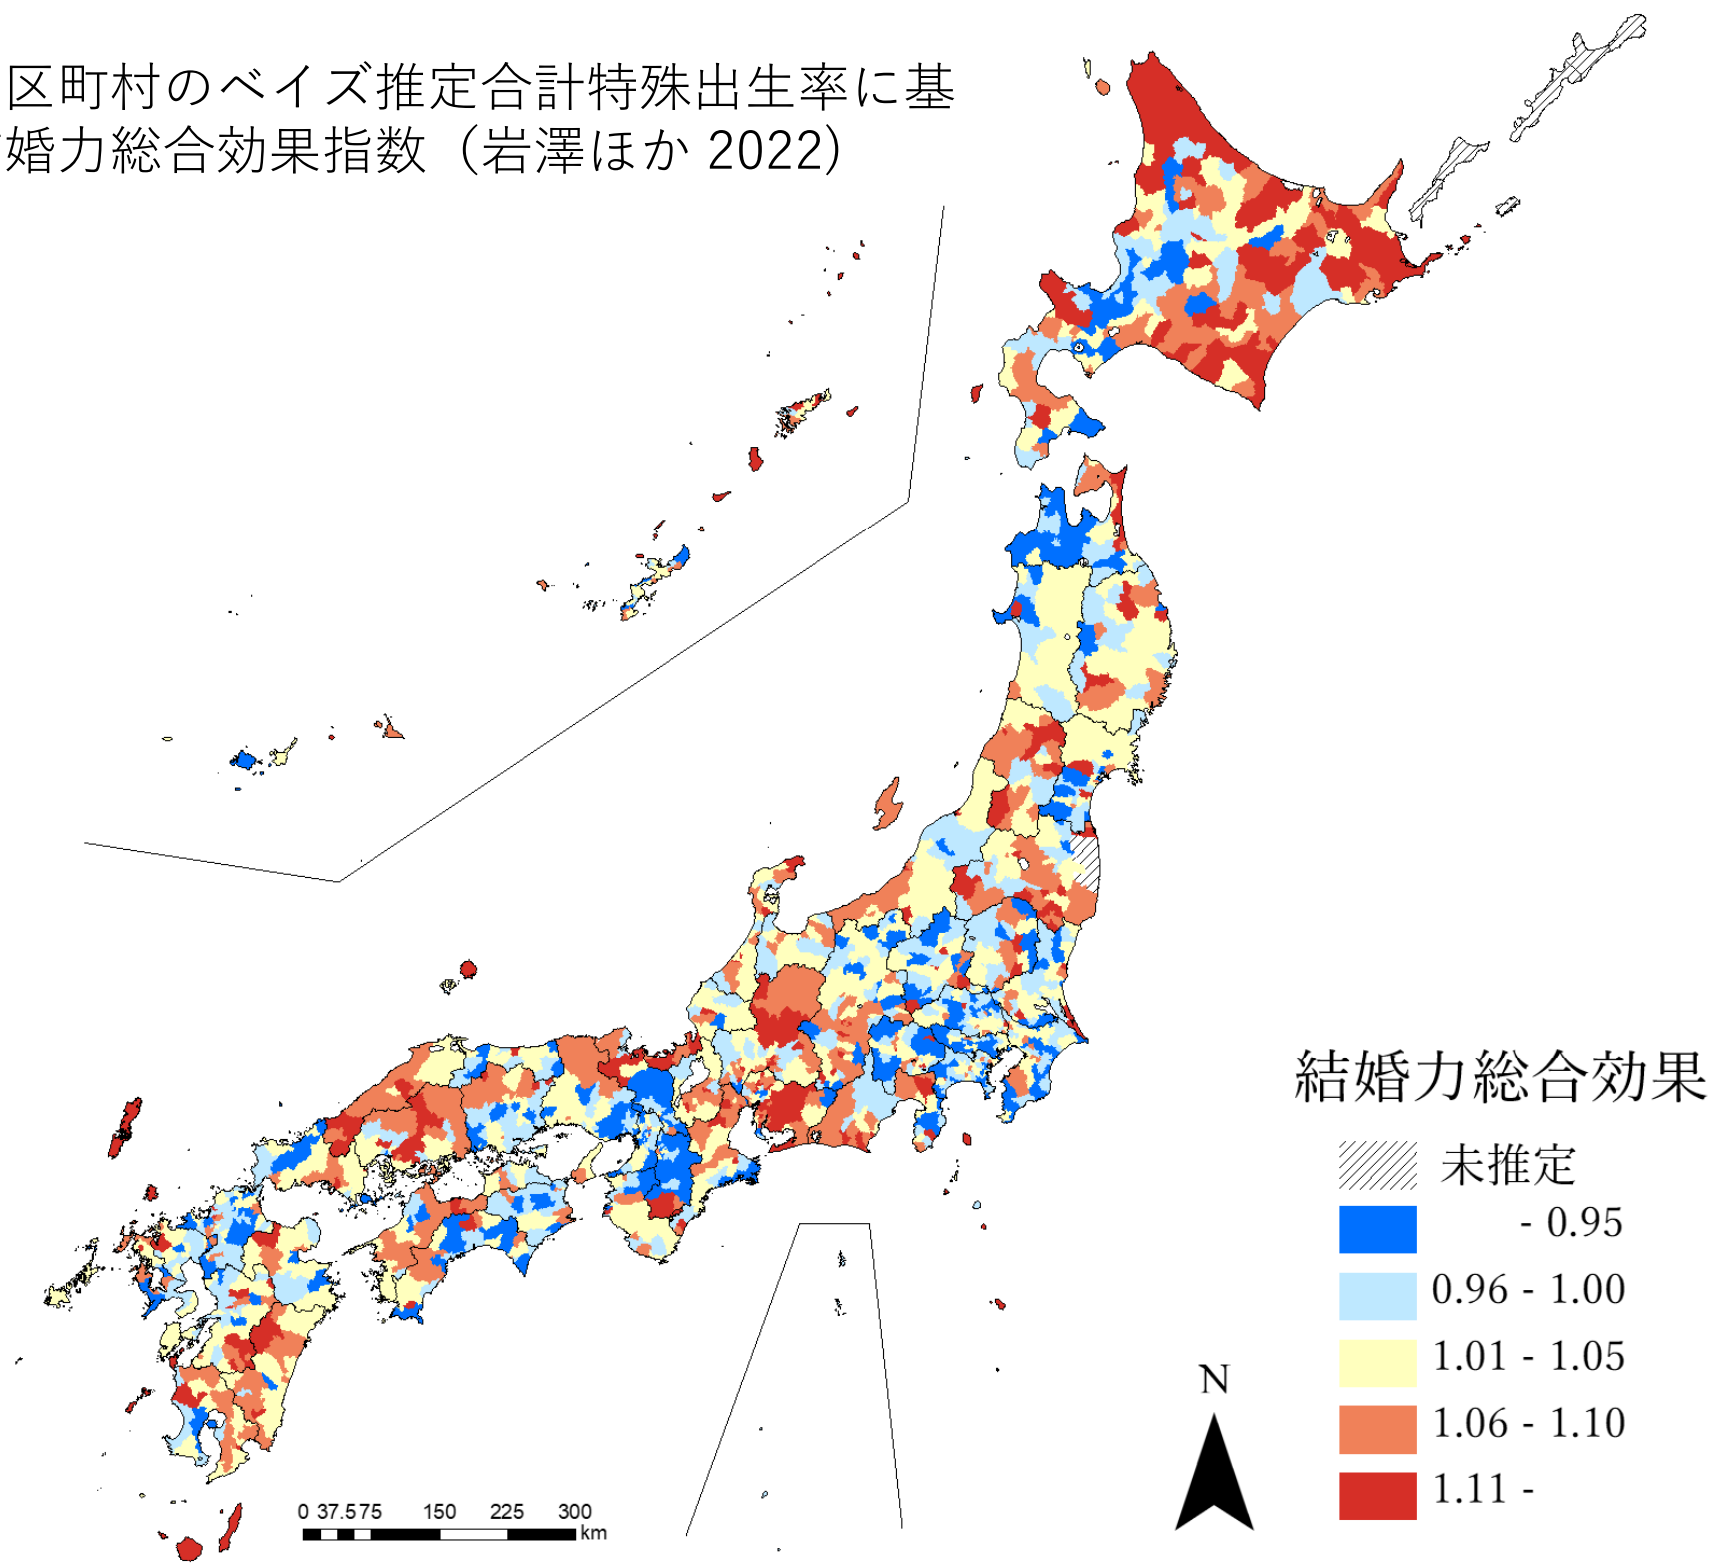 区町村のベイズ推定合計特殊出生率に基
婚力総合効果指数（岩澤ほか 2022）
結婚力総合効果
未推定
- 0.95
0.96 - 1.00
1.01 - 1.05
1.06 - 1.10
1.11 -
N
0 37.5 75 150 225 300
km